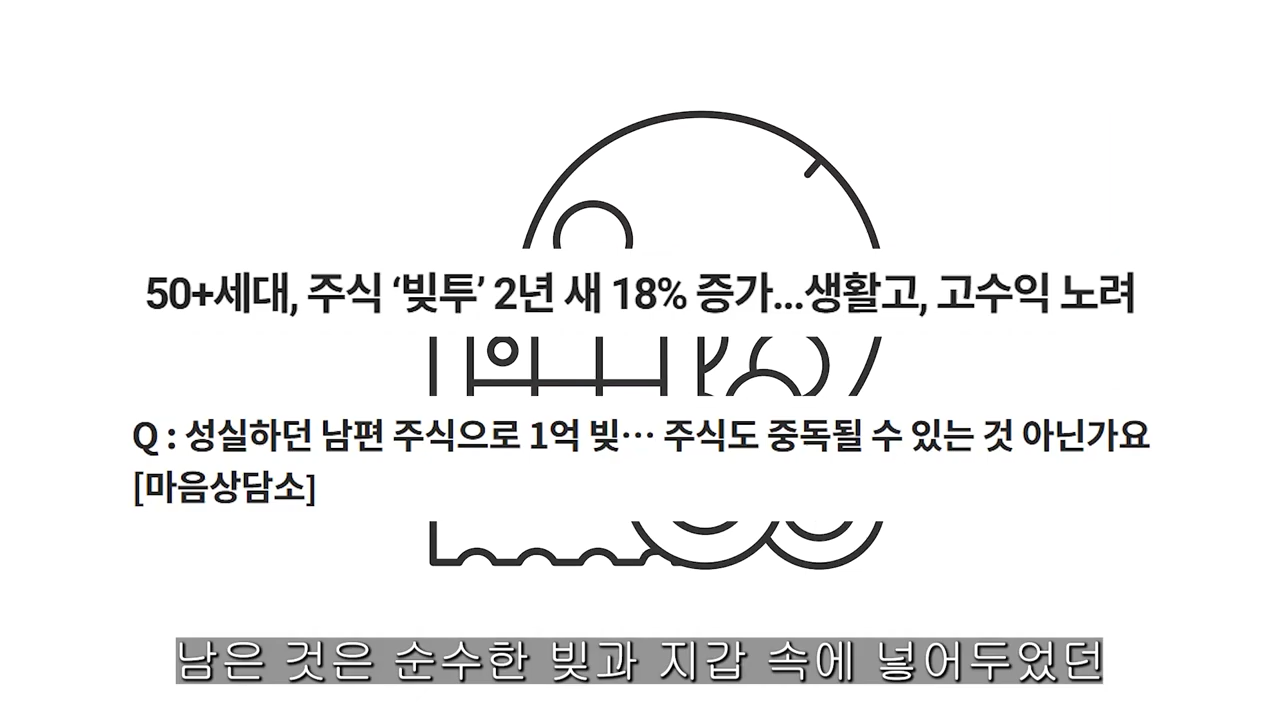 50+세대, 주식 ‘빚투’ 2년 새 18% 증가...생활고, 고수익 노려
Q : 성실하던 남편 주식으로 1억 빚… 주식도 중독될 수 있는 것 아닌가요
[마음상담소]
남은 것은 순수한 빚과 지갑 속에 넣어두었던